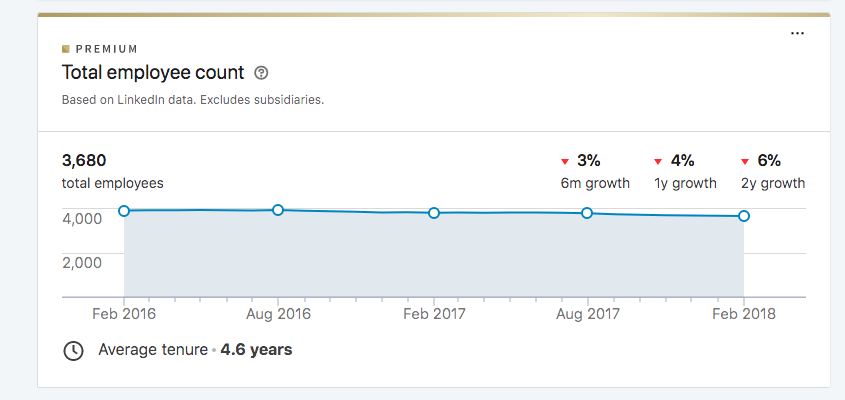 PREMIUM
Total employee count ?
Based on LinkedIn data. Excludes subsidiaries.
3,680
total employees
3%
6m growth
4%
1y growth
6%
2y growth
4,000
2,000
Feb 2016
Aug 2016
Feb 2017
Aug 2017
Feb 2018
Average tenure • 4.6 years